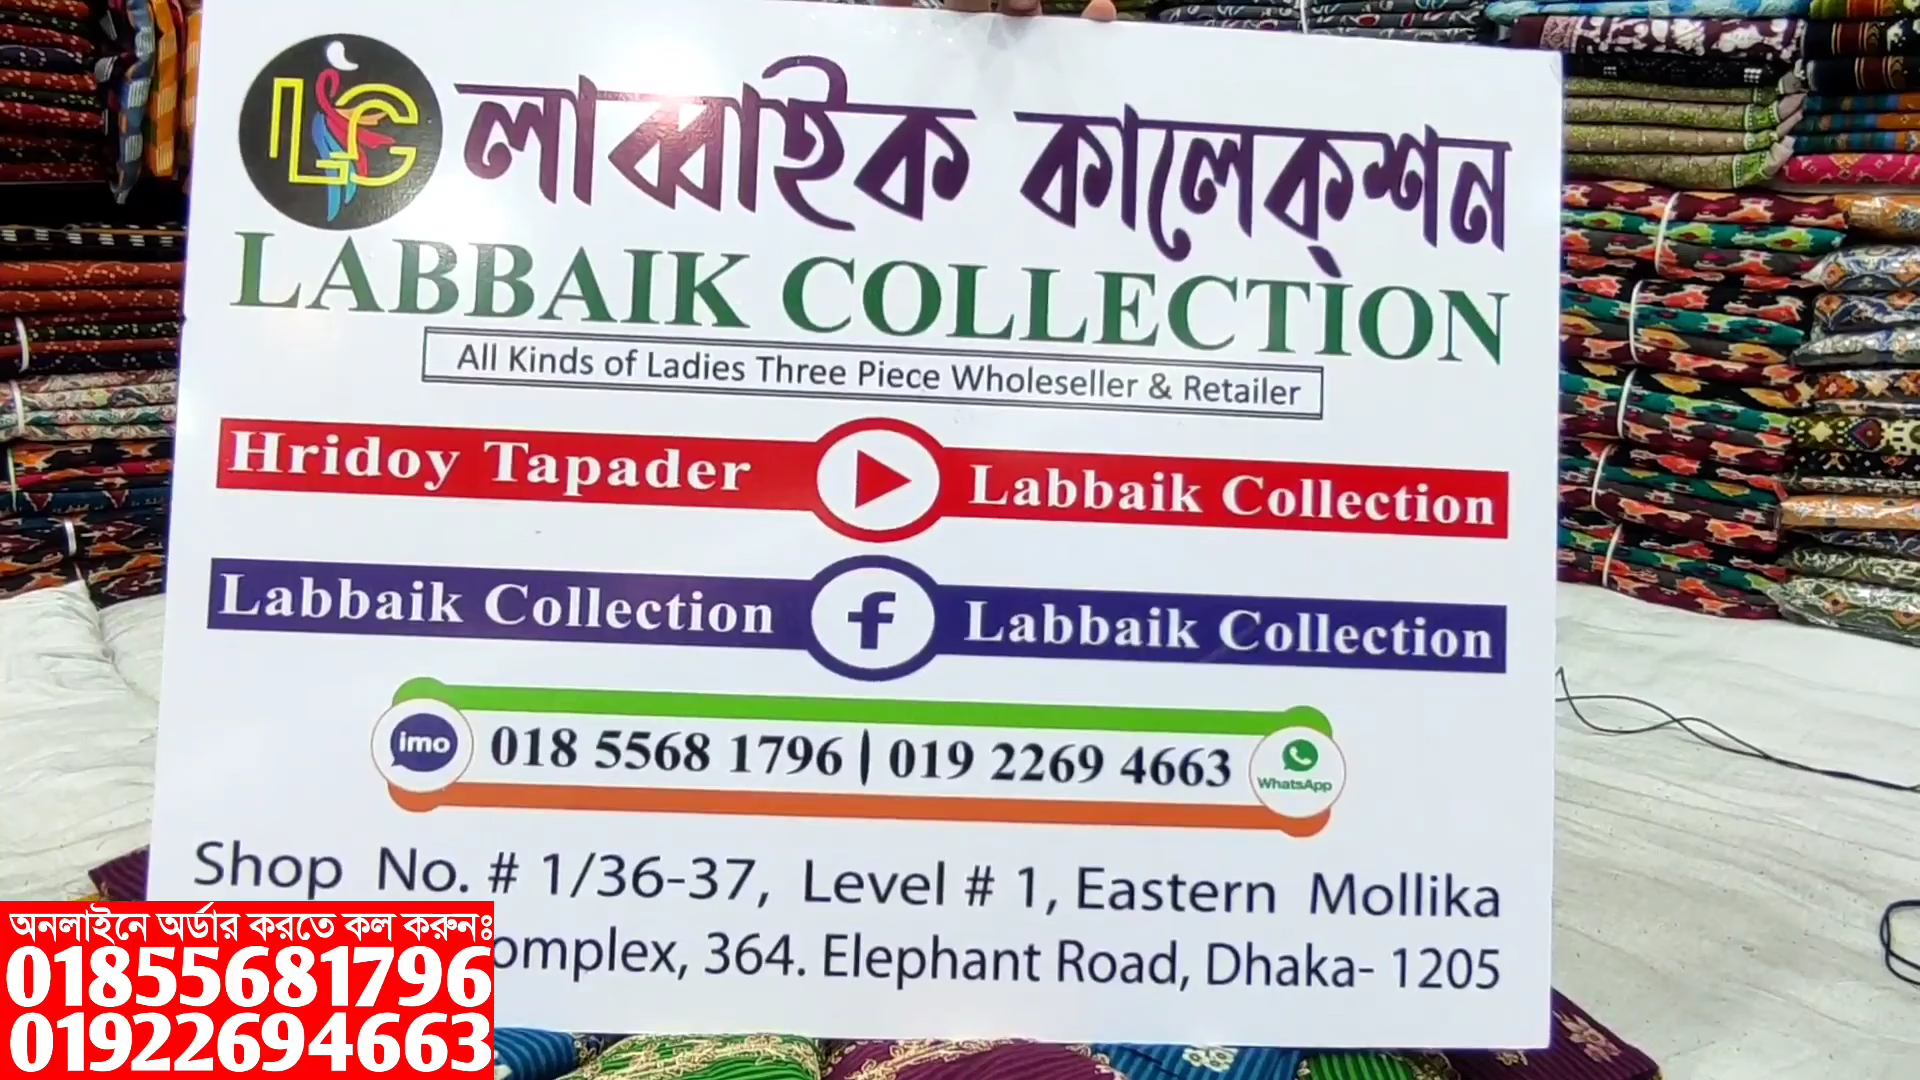 LSC লাব্বাইক কালেক্শন
LABBAIK COLLECTION
All Kinds of Ladies Three Piece Wholeseller & Retailer
Hridoy Tapader Labbaik Collection
Labbaik Collection f Labbaik Collection
imo 018 5568 1796 | 019 2269 4663 WhatsApp
Shop No. # 1/36-37, Level # 1, Eastern Mollika
364. Elephant Road, Dhaka- 1205
অনলাইনে অর্ডার করতে কল করুনঃ
01855681796
01922694663